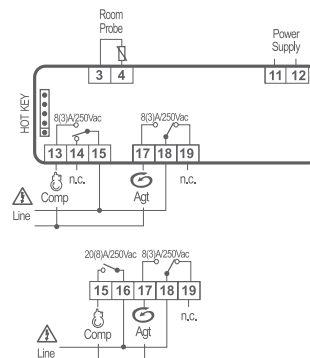 Room
Probe
Power
Supply
3 4
11 12
HOT KEY
8(3)A/250Vac
8(3)A/250Vac
13 14 15
17 18 19
n.c.
n.c.
Comp
Agt
Line
20(8)A/250Vac
8(3)A/250Vac
15 16 17 18 19
n.c.
Comp
Agt
Line